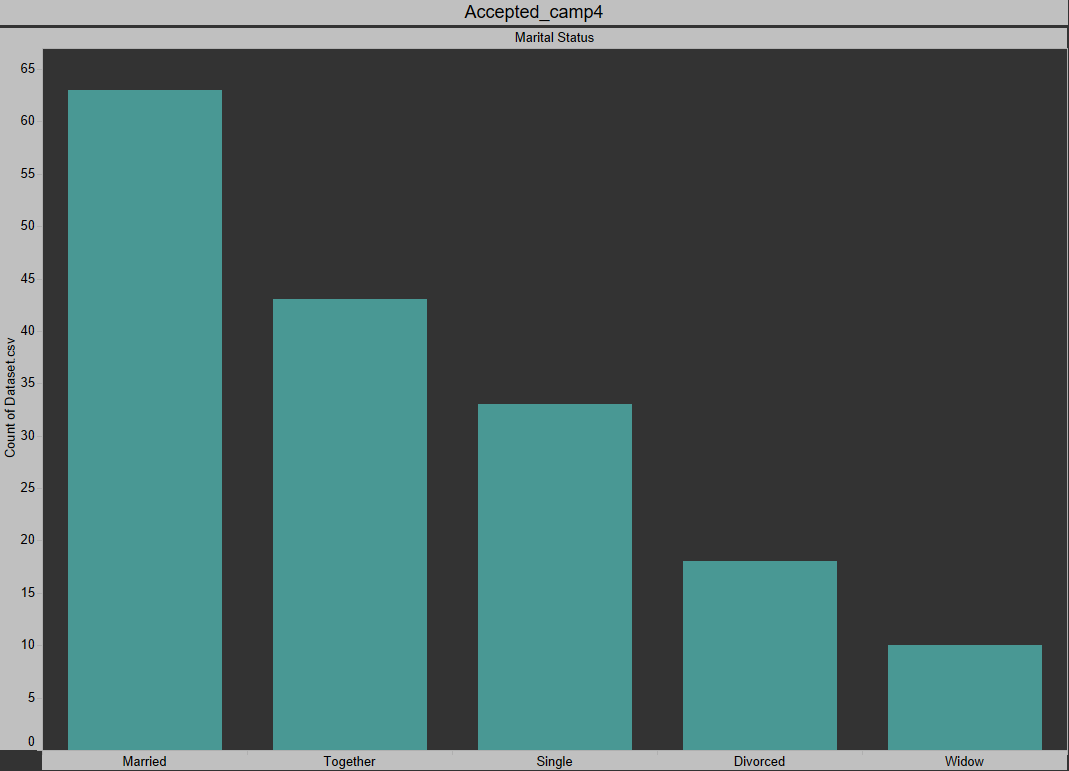 Accepted_camp4
Marital Status
65
60
55
50
45
40
35
30
25
20
15
10
5
0
Count of Dataset.csv
Married
Together
Single
Divorced
Widow